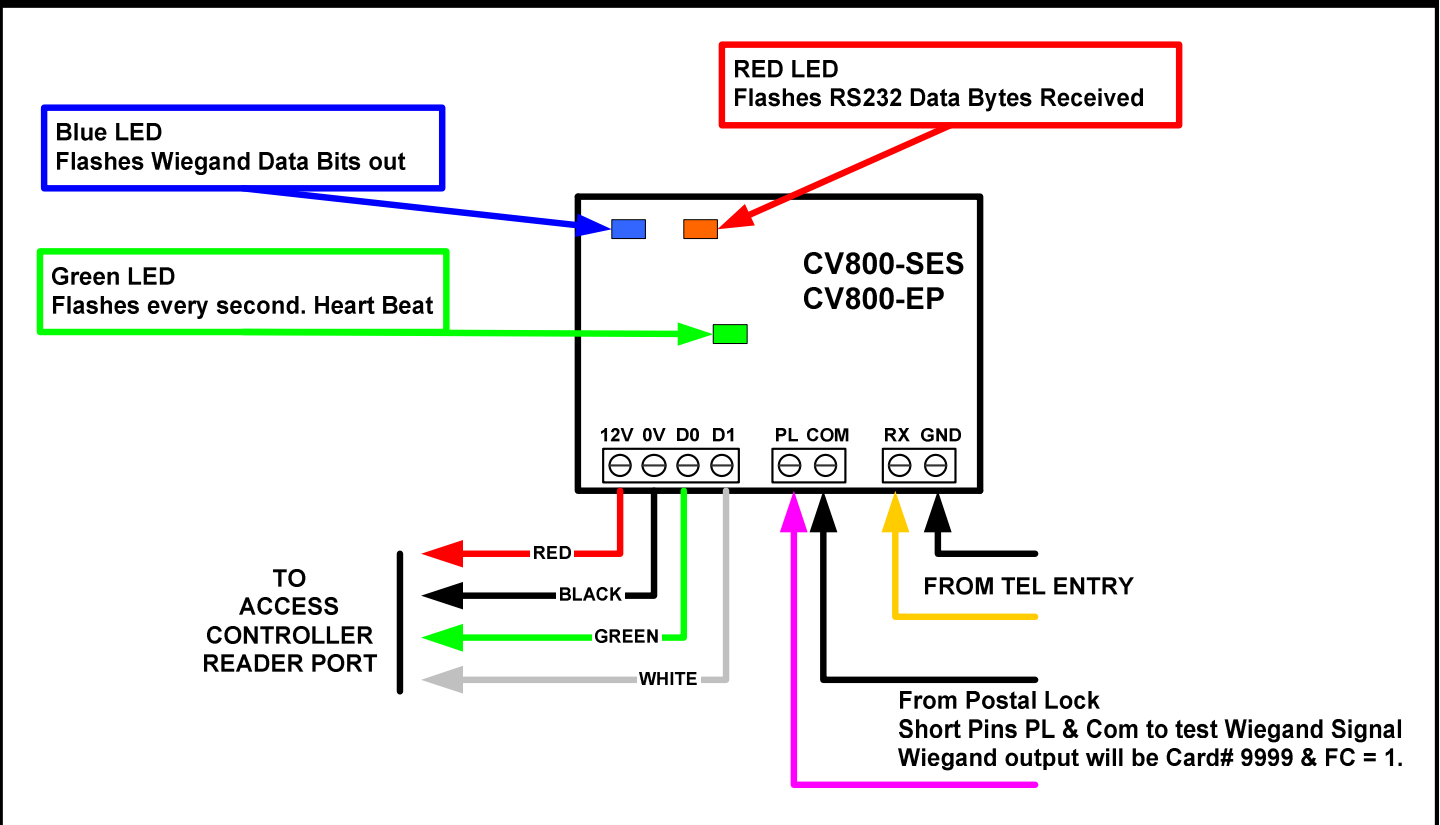 RED LED
Flashes RS232 Data Bytes Received
Blue LED
Flashes Wiegand Data Bits out
Green LED
Flashes every second. Heart Beat
CV800-SES
CV800-EP
12V 0V D0 D1
PL COM
RX GND
RED
BLACK
GREEN
WHITE
TO
ACCESS
CONTROLLER
READER PORT
FROM TEL ENTRY
From Postal Lock
Short Pins PL & Com to test Wiegand Signal
Wiegand output will be Card# 9999 & FC = 1.